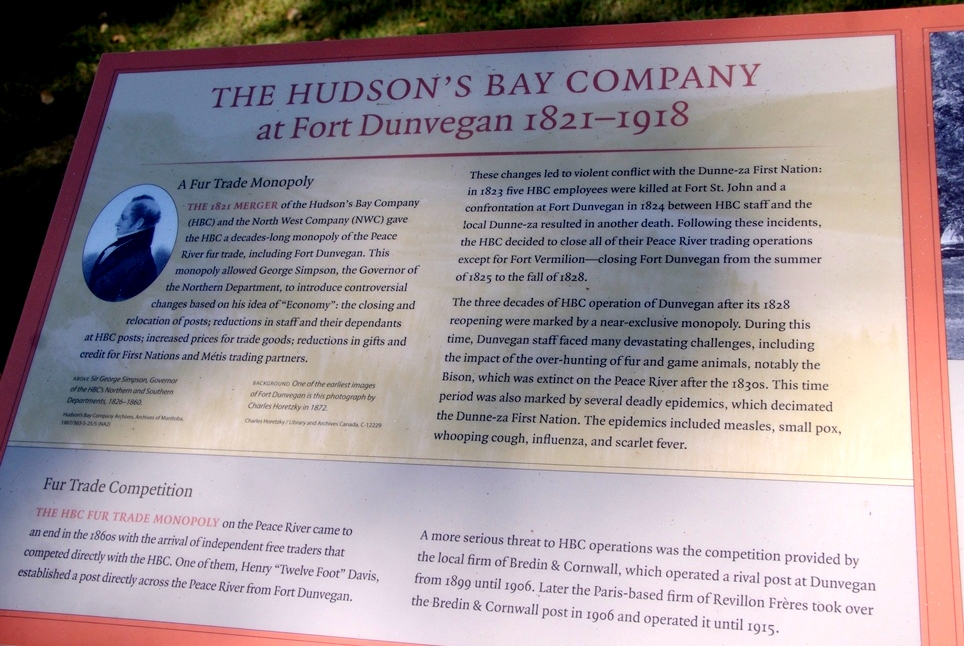 THE HUDSON'S BAY COMPANY
at Fort Dunvegan 1821–1918
A Fur Trade Monopoly
THE 1821 MERGER of the Hudson's Bay Company
(HBC) and the North West Company (NWC) gave
the HBC a decades-long monopoly of the Peace
River fur trade, including Fort Dunvegan. This
monopoly allowed George Simpson, the Governor of
the Northern Department, to introduce controversial
changes based on his idea of "Economy": the closing and
relocation of posts; reductions in staff and their dependants
at HBC posts; increased prices for trade goods; reductions in gifts and
credit for First Nations and Métis trading partners.
ABOVE Sir George Simpson, Governor
of the HBC's Northern and Southern
Departments, 1826–1860.
Hudson's Bay Company Archives, Archives of Manitoba,
BACKGROUND One of the earliest images
of Fort Dunvegan is this photograph by
Charles Horetzky in 1872.
Charles Horetzky / Library and Archives Canada, C-12229
These changes led to violent conflict with the Dunne-za First Nation:
in 1823 five HBC employees were killed at Fort St. John and a
confrontation at Fort Dunvegan in 1824 between HBC staff and the
local Dunne-za resulted in another death. Following these incidents,
the HBC decided to close all of their Peace River trading operations
except for Fort Vermilion—closing Fort Dunvegan from the summer
of 1825 to the fall of 1828.
The three decades of HBC operation of Dunvegan after its 1828
reopening were marked by a near-exclusive monopoly. During this
time, Dunvegan staff faced many devastating challenges, including
the impact of the over-hunting of fur and game animals, notably the
Bison, which was extinct on the Peace River after the 1830s. This time
period was also marked by several deadly epidemics, which decimated
the Dunne-za First Nation. The epidemics included measles, small pox,
whooping cough, influenza, and scarlet fever.
Fur Trade Competition
THE HBC FUR TRADE MONOPOLY on the Peace River came to
an end in the 1860s with the arrival of independent free traders that
competed directly with the HBC. One of them, Henry "Twelve Foot" Davis,
established a post directly across the Peace River from Fort Dunvegan.
A more serious threat to HBC operations was the competition provided by
the local firm of Bredin & Cornwall, which operated a rival post at Dunvegan
from 1899 until 1906. Later the Paris-based firm of Revillon Frères took over
the Bredin & Cornwall post in 1906 and operated it until 1915.